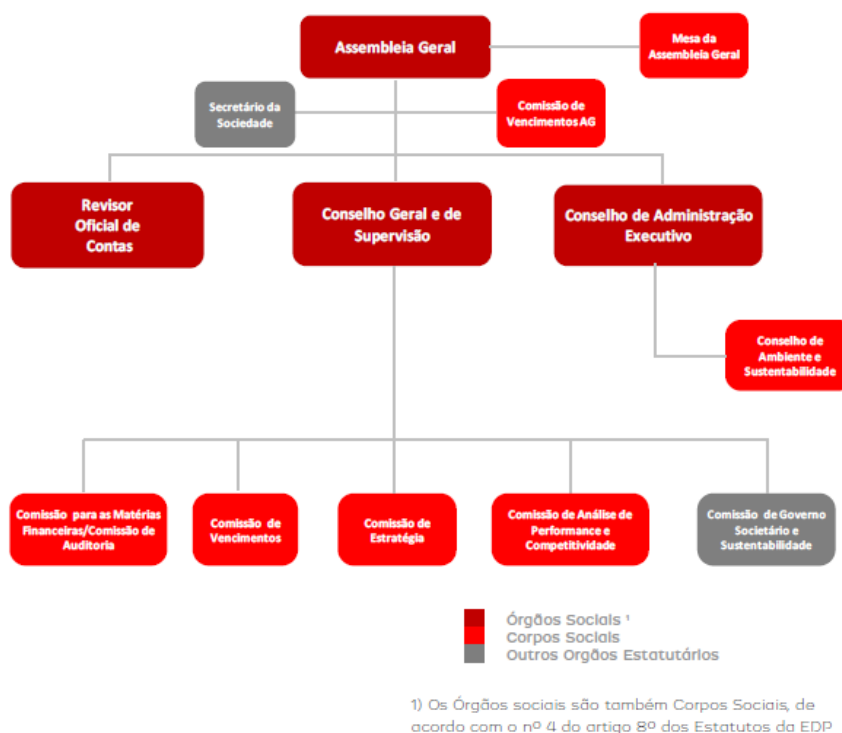 Assembleia Geral
Mesa da
Assembleia Geral
Secretário da
Sociedade
Comissão de
Vencimentos AG
Revisor
Oficial de
Contas
Conselho Geral e de
Supervisão
Conselho de Administração
Executivo
Conselho de
Ambiente e
Sustentabilidade
Comissão para as Matérias
Financeiras/Comissão de
Auditoria
Comissão de
Vencimentos
Comissão de
Estratégia
Comissão de Análise de
Performance e
Competitividade
Comissão de Governo
Societário e
Sustentabilidade
Órgãos Sociais ¹
Corpos Sociais
Outros Orgãos Estatutários
1) Os Órgãos sociais são também Corpos Sociais, de
acordo com o nº 4 do artigo 8º dos Estatutos da EDP